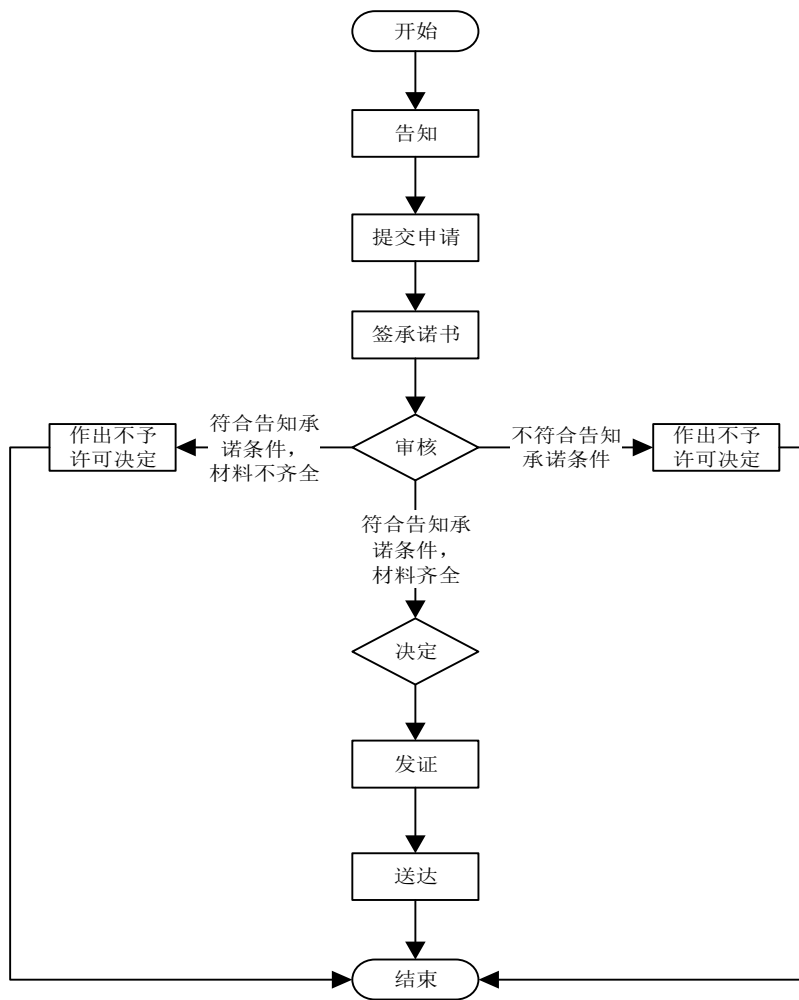 开始
告知
提交申请
签承诺书
作出不予
许可决定
符合告知承
诺条件，
材料不齐全
审核
不符合告知
承诺条件
作出不予
许可决定
符合告知承
诺条件，
材料齐全
决定
发证
送达
结束